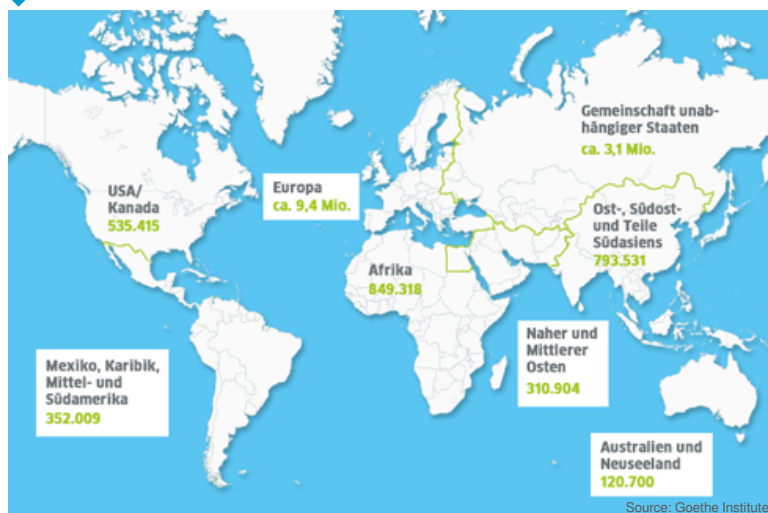 Gemeinschaft unab-
hängiger Staaten
ca. 3,1 Mio.
USA/
Kanada
535.415
Europa
ca. 9,4 Mio.
Ost-, Südost-
und Teile
Südasiens
793.531
Afrika
849.318
Naher und
Mittlerer
Osten
310.904
Mexiko, Karibik,
Mittel- und
Südamerika
352.009
Australien und
Neuseeland
120.700
Source: Goethe Institute